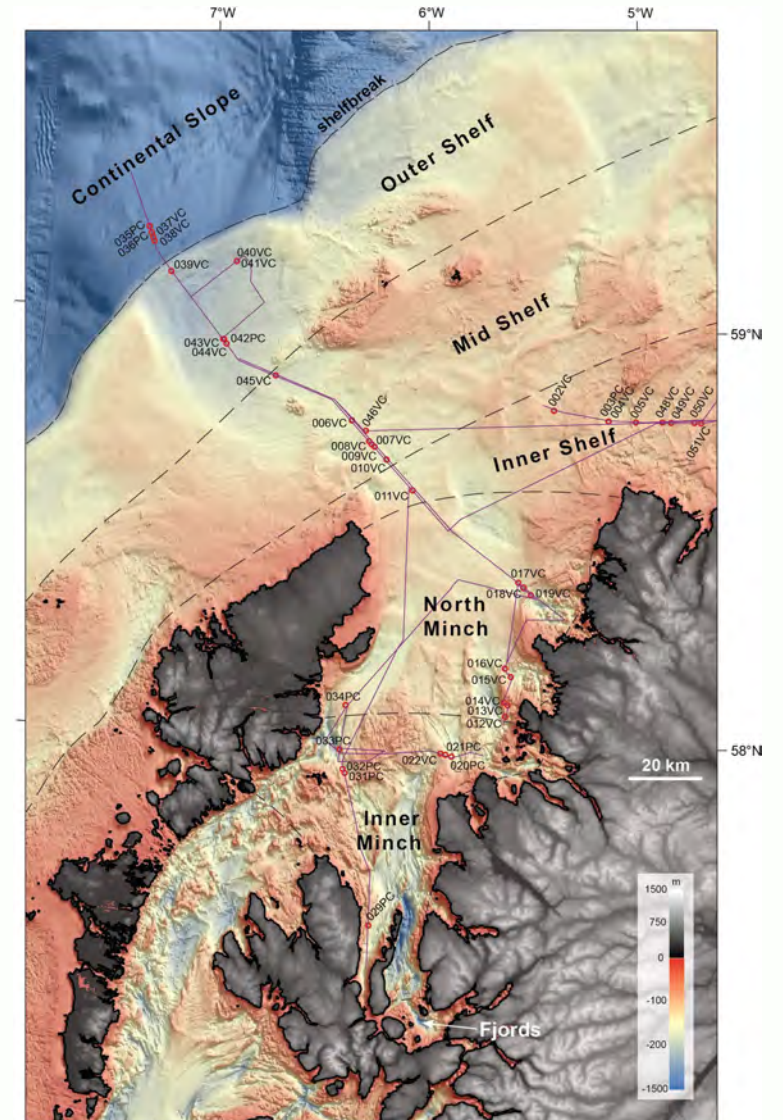 7°W
6°W
5°W
Continental Slope
shelfbreak
Outer Shelf
035PC
037VC
036PC
038VC
039VC
040VC
041VC
Mid Shelf
59°N
043VC
042PC
044VC
045VC
002VC
003PC
004VC
005VC
048VC
049VC
050VC
051VC
006VC
046VC
008VC
007VC
009VC
010VC
Inner Shelf
011VC
017VC
018VC
019VC
North
Minch
016VC
015VC
034PC
014VC
013VC
012VC
033PC
021PC
022VC
020PC
58°N
032PC
031PC
20 km
Inner
Minch
029PC
1500
m
750
0
-100
-200
-1500
Fjords